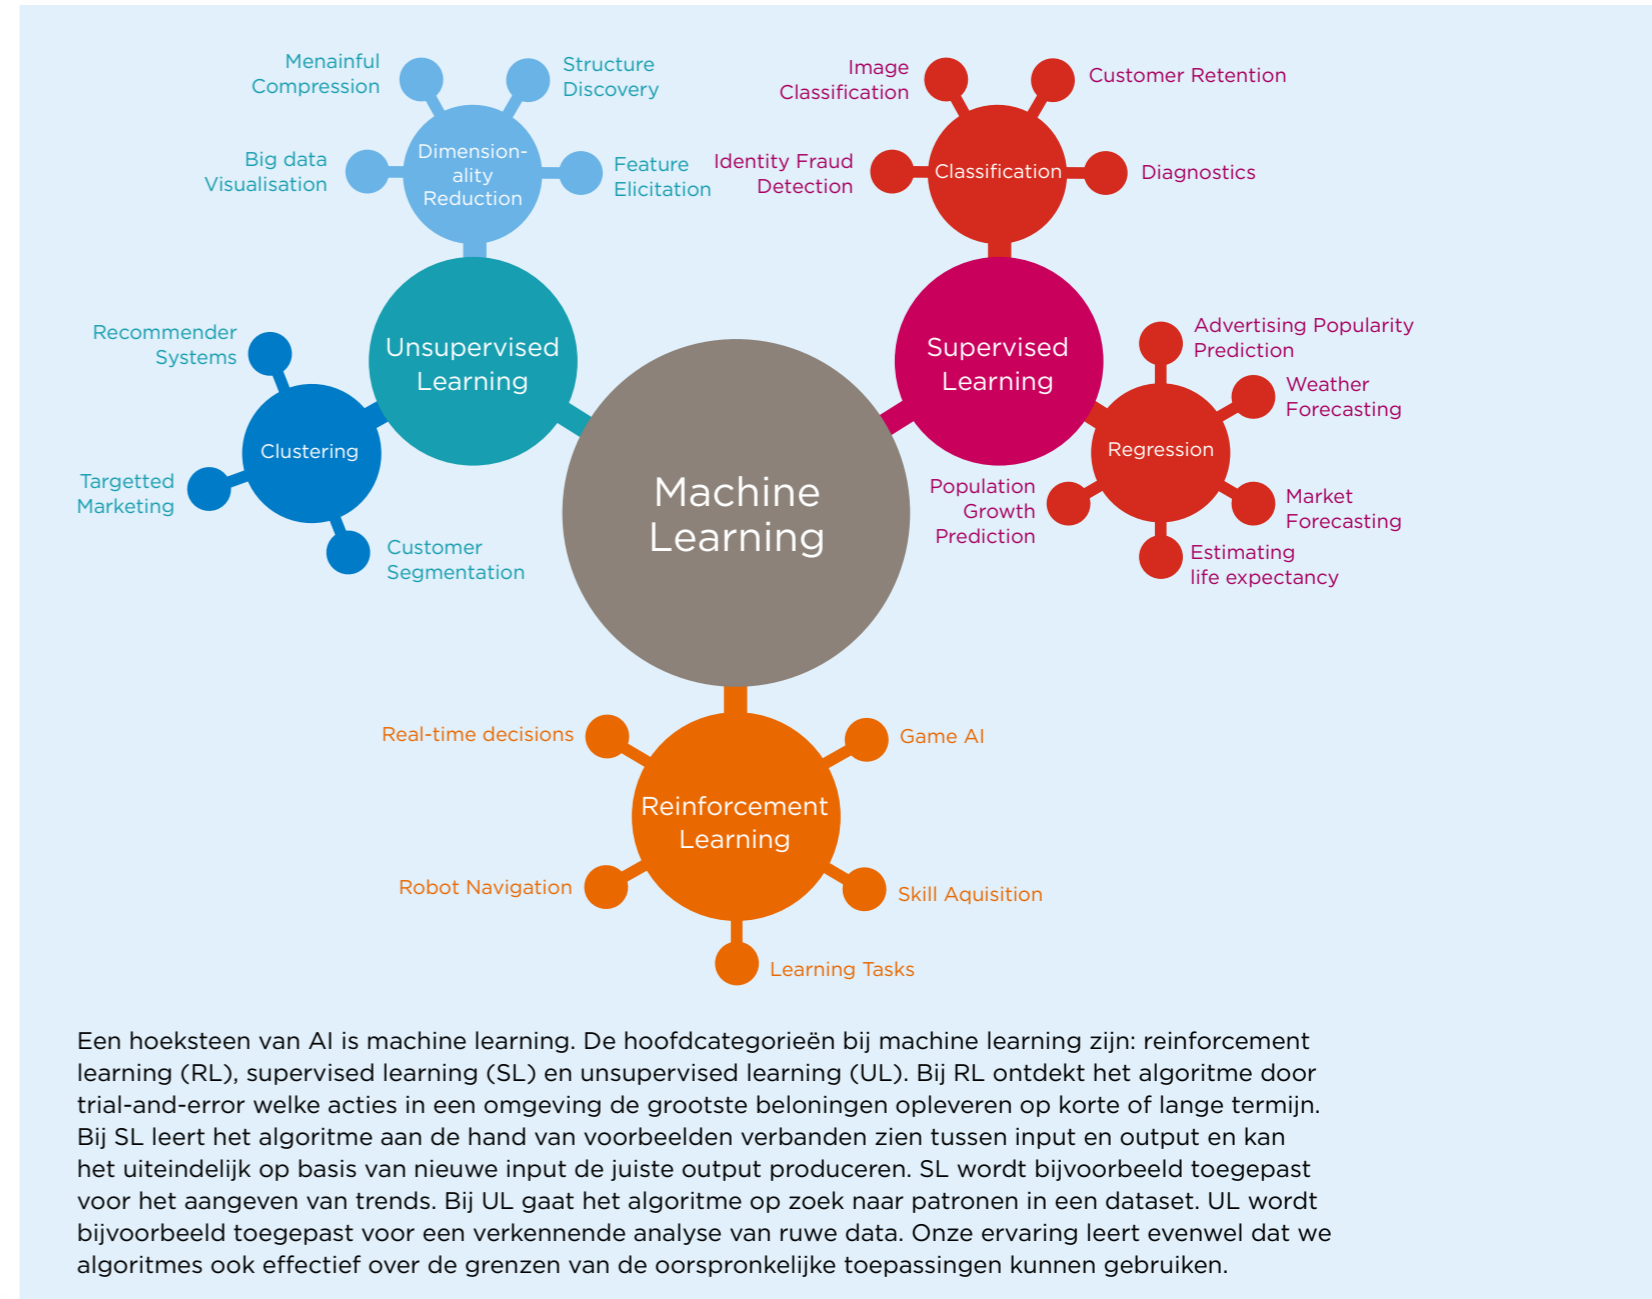 Menainful
Compression
Structure
Discovery
Big data
Visualisation
Dimension-
ality
Reduction
Feature
Elicitation
Image
Classification
Customer Retention
Identity Fraud
Detection
Classification
Diagnostics
Recommender
Systems
Unsupervised
Learning
Clustering
Targetted
Marketing
Customer
Segmentation
Machine
Learning
Supervised
Learning
Advertising Popularity
Prediction
Weather
Forecasting
Regression
Population
Growth
Prediction
Market
Forecasting
Estimating
life expectancy
Real-time decisions
Game AI
Reinforcement
Learning
Robot Navigation
Skill Aquisition
Learning Tasks
Een hoeksteen van AI is machine learning. De hoofdcategorieën bij machine learning zijn: reinforcement
learning (RL), supervised learning (SL) en unsupervised learning (UL). Bij RL ontdekt het algoritme door
trial-and-error welke acties in een omgeving de grootste beloningen opleveren op korte of lange termijn.
Bij SL leert het algoritme aan de hand van voorbeelden verbanden zien tussen input en output en kan
het uiteindelijk op basis van nieuwe input de juiste output produceren. SL wordt bijvoorbeeld toegepast
voor het aangeven van trends. Bij UL gaat het algoritme op zoek naar patronen in een dataset. UL wordt
bijvoorbeeld toegepast voor een verkennende analyse van ruwe data. Onze ervaring leert evenwel dat we
algoritmes ook effectief over de grenzen van de oorspronkelijke toepassingen kunnen gebruiken.